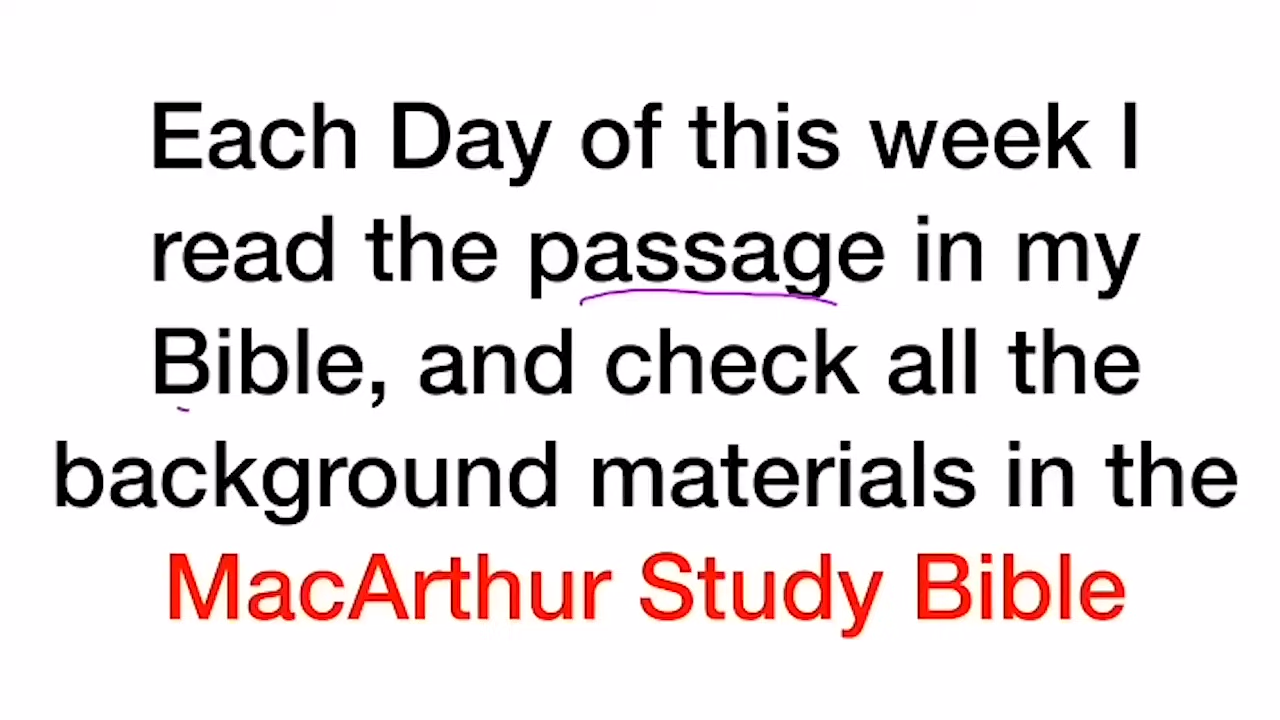 Each Day of this week I
read the passage in my
Bible, and check all the
background materials in the
MacArthur Study Bible